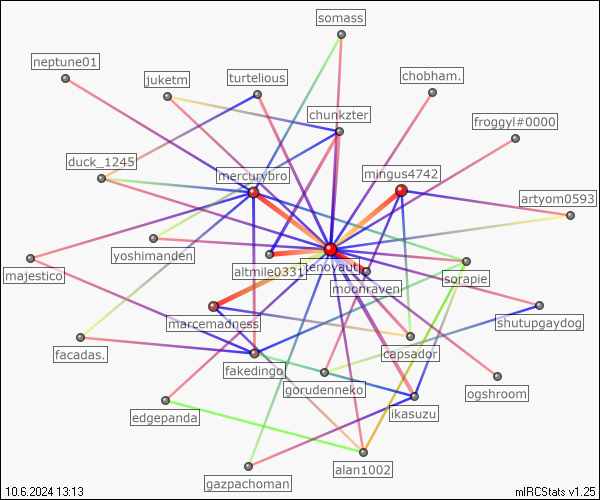 somass
neptune01
juketm
turtelious
chobham.
chunkzter
froggyl#0000
duck_1245
mercurybro
mingus4742
artyom0593
yoshimanden
majestico
altmile0331
xenoyaut
moonraven
sorapie
marcemadness
shutupgaydog
facadas.
capsador
fakedingo
gorudenneko
ogshroom
edgepanda
ikasuzu
gazpachoman
alan1002
10.6.2024 13:13
mIRCStats v1.25